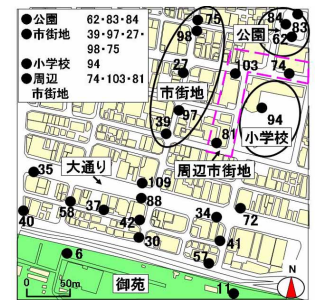 ●公園 62・83・84
●市街地 39・97・27・
98・75
●小学校 94
●周辺 74・103・81
市街地
75
98
公園
84
83
62
27
103
74
市街地
94
97
39
小学校
81
周辺市街地
35
大通り
109
88
58
37
34
72
40
42
30
41
6
57
御苑
11
N
0 50m